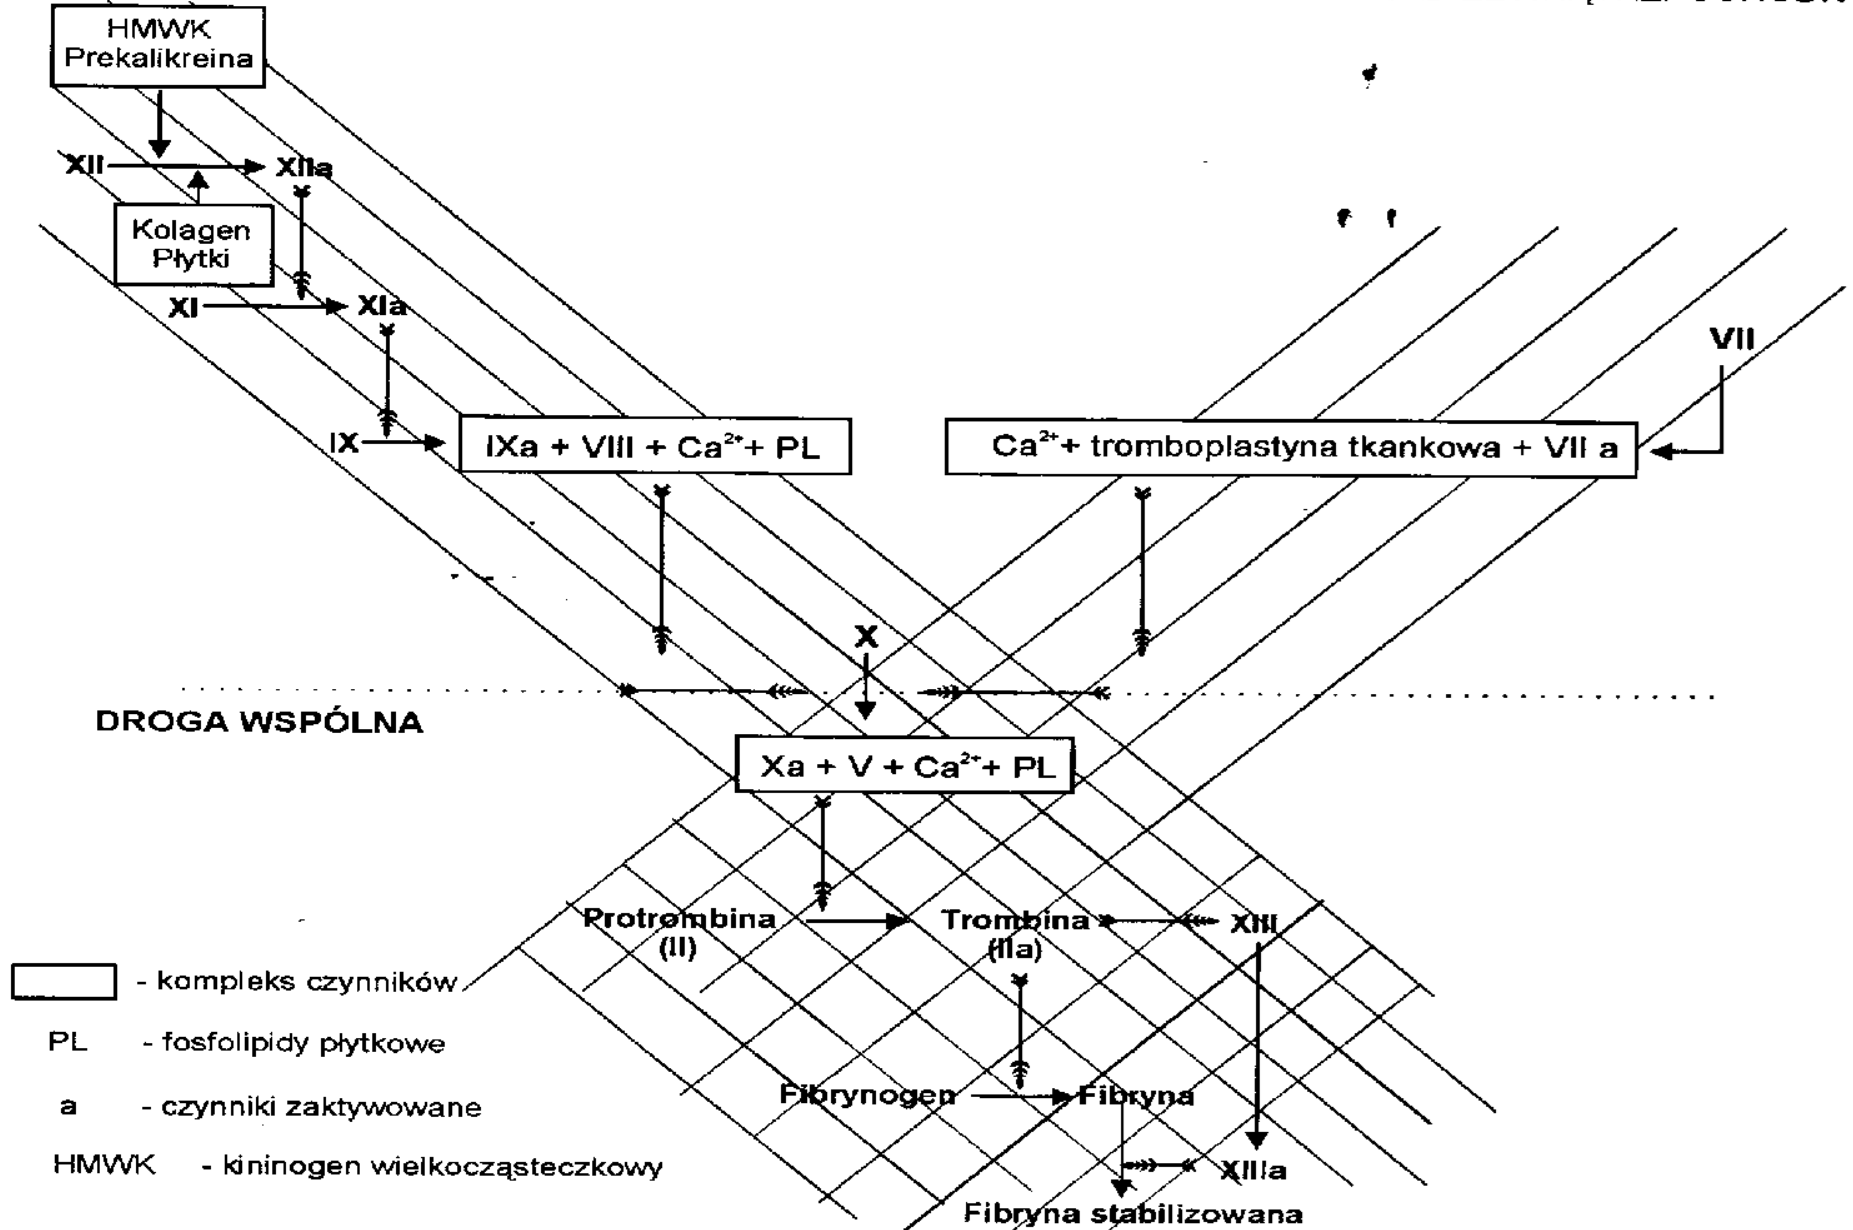 HMWK
Prekalikreina
XII
XIIa
Kolagen
Płytki
XI
XIa
VII
IX
IXa + VIII + Ca²⁺+ PL
Ca²⁺+ tromboplastyna tkankowa + VII a
X
DROGA WSPÓLNA
Xa + V + Ca²⁺+ PL
Protrombina
(II)
Trombina
(IIa)
XIII
- kompleks czynników
PL - fosfolipidy płytkowe
Fibrynogen
Fibryna
a - czynniki zaktywowane
HMWK - kininogen wielkocząsteczkowy
XIIIa
Fibryna stabilizowana